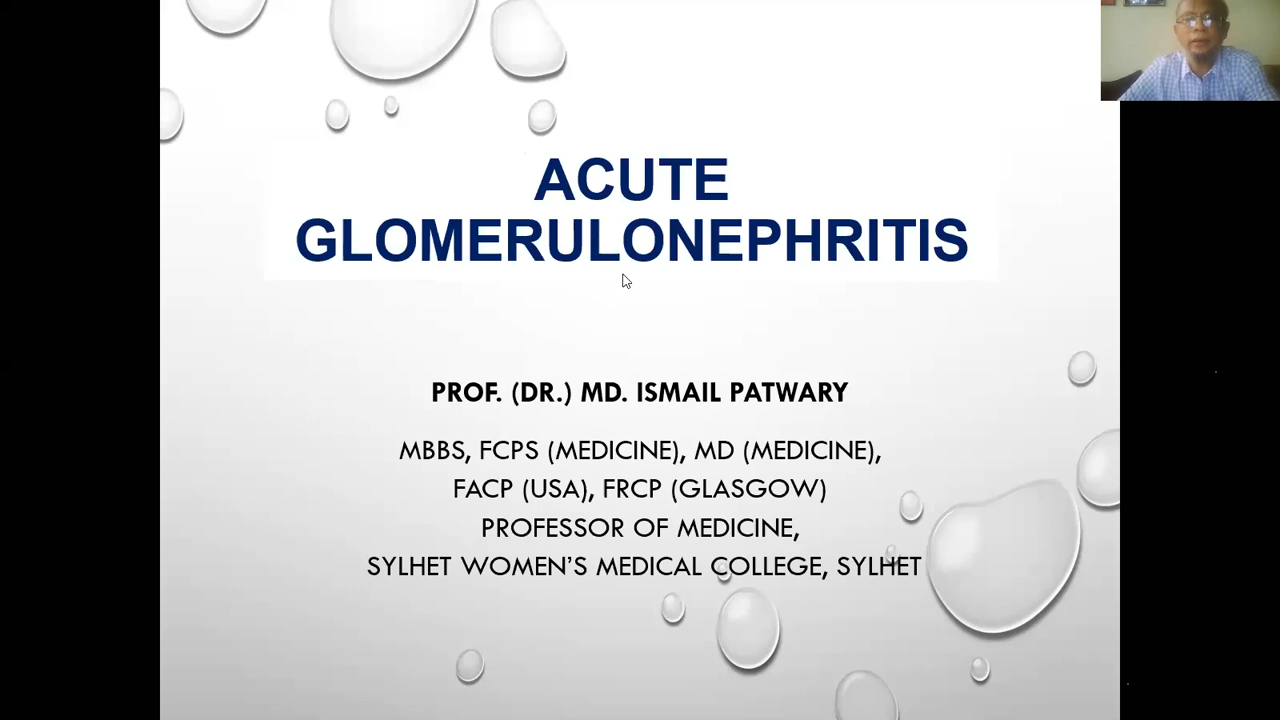 ACUTE
GLOMERULONEPHRITIS
PROF. (DR.) MD. ISMAIL PATWARY
MBBS, FCPS (MEDICINE), MD (MEDICINE),
FACP (USA), FRCP (GLASGOW)
PROFESSOR OF MEDICINE,
SYLHET WOMEN’S MEDICAL COLLEGE, SYLHET